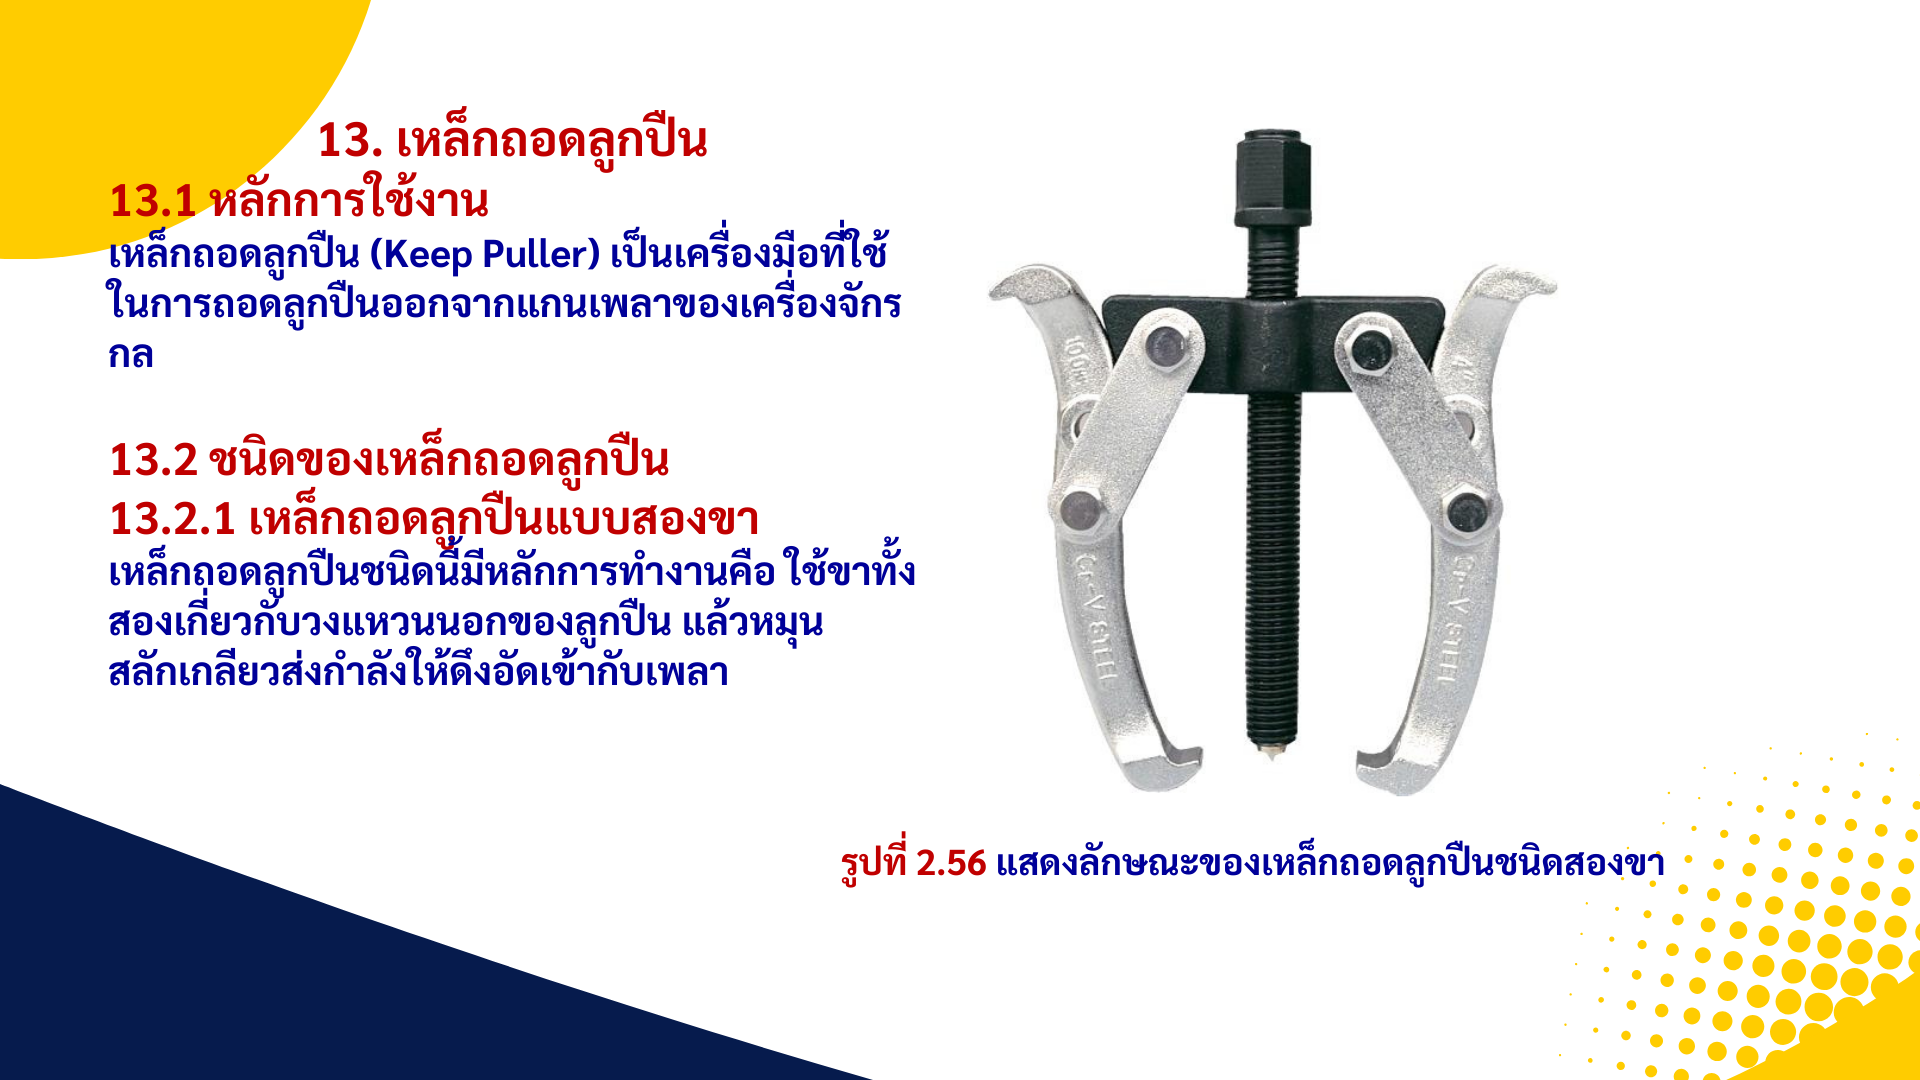 13. เหล็กถอดลูกปืน
13.1 หลักการใช้งาน
เหล็กถอดลูกปืน (Keep Puller) เป็นเครื่องมือที่ใช้
ในการถอดลูกปืนออกจากแกนเพลาของเครื่องจักร
กล
13.2 ชนิดของเหล็กถอดลูกปืน
13.2.1 เหล็กถอดลูกปืนแบบสองขา
เหล็กถอดลูกปืนชนิดนี้มีหลักการทำงานคือ ใช้ขาทั้ง
สองเกี่ยวกับวงแหวนนอกของลูกปืน แล้วหมุน
สลักเกลียวส่งกำลังให้ดึงอัดเข้ากับเพลา
Cr-V STEEL
Cr-V STEEL
รูปที่ 2.56 แสดงลักษณะของเหล็กถอดลูกปืนชนิดสองขา